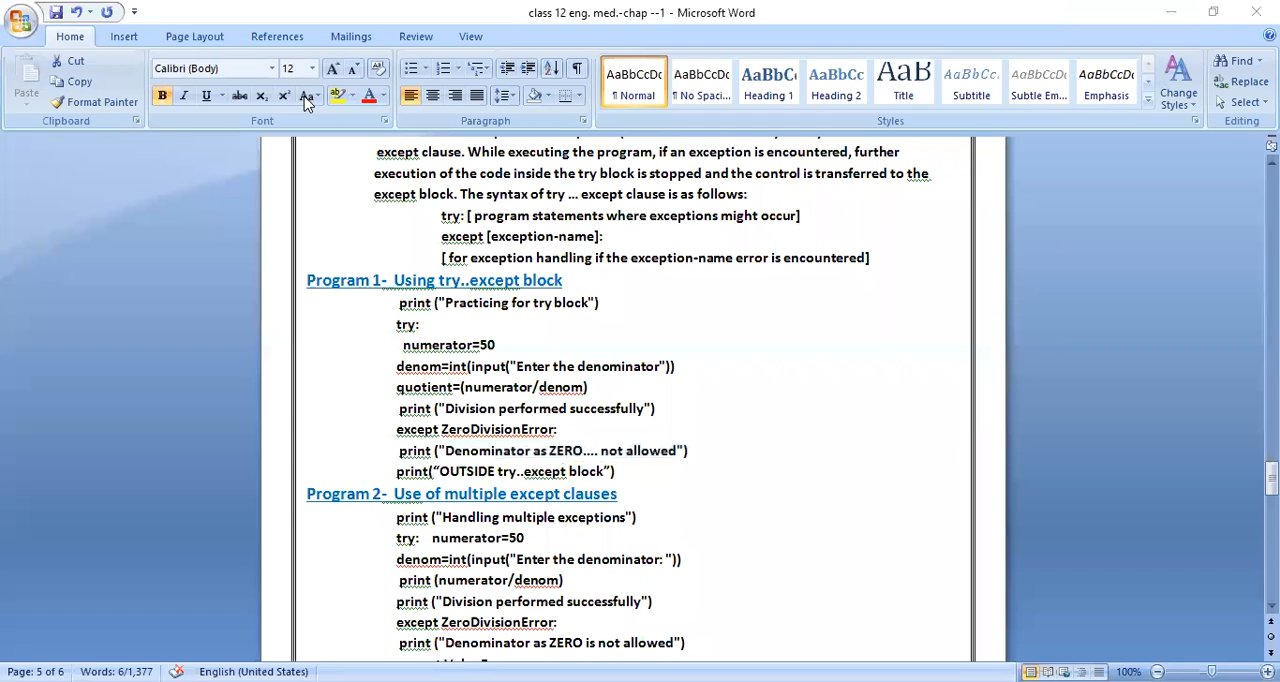 class 12 eng. med.-chap --1 - Microsoft Word
Home Insert Page Layout References Mailings Review View
Paste
Cut
Copy
Format Painter
Clipboard
Calibri (Body) 12
Font
Paragraph
AaBbCcDc AaBbCcDc AaBbC AaBbCc AaB AaBbCc AaBbCcDc AaBbCcDc
¶ Normal ¶ No Spaci... Heading 1 Heading 2 Title Subtitle Subtle Em... Emphasis
Styles
Change Styles
Find
Replace
Select
Editing
except clause. While executing the program, if an exception is encountered, further
execution of the code inside the try block is stopped and the control is transferred to the
except block. The syntax of try ... except clause is as follows:
try: [ program statements where exceptions might occur]
except [exception-name]:
[ for exception handling if the exception-name error is encountered]
Program 1- Using try..except block
print ("Practicing for try block")
try:
numerator=50
denom=int(input("Enter the denominator"))
quotient=(numerator/denom)
print ("Division performed successfully")
except ZeroDivisionError:
print ("Denominator as ZERO.... not allowed")
print(“OUTSIDE try..except block”)
Program 2- Use of multiple except clauses
print ("Handling multiple exceptions")
try: numerator=50
denom=int(input("Enter the denominator: "))
print (numerator/denom)
print ("Division performed successfully")
except ZeroDivisionError:
print ("Denominator as ZERO is not allowed")
Page: 5 of 6 Words: 6/1,377 English (United States) 100%